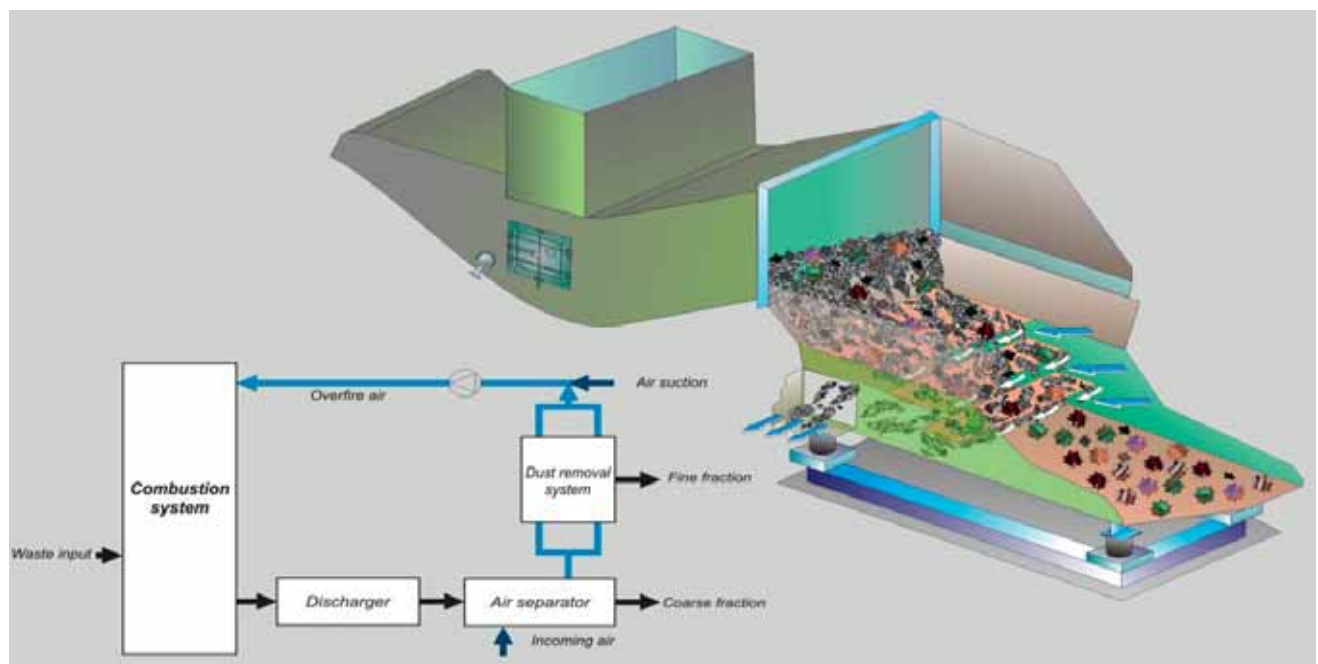 Overfire air
Air suction
Combustion
system
Dust removal
system
Fine fraction
Waste input
Discharger
Air separator
Coarse fraction
Incoming air